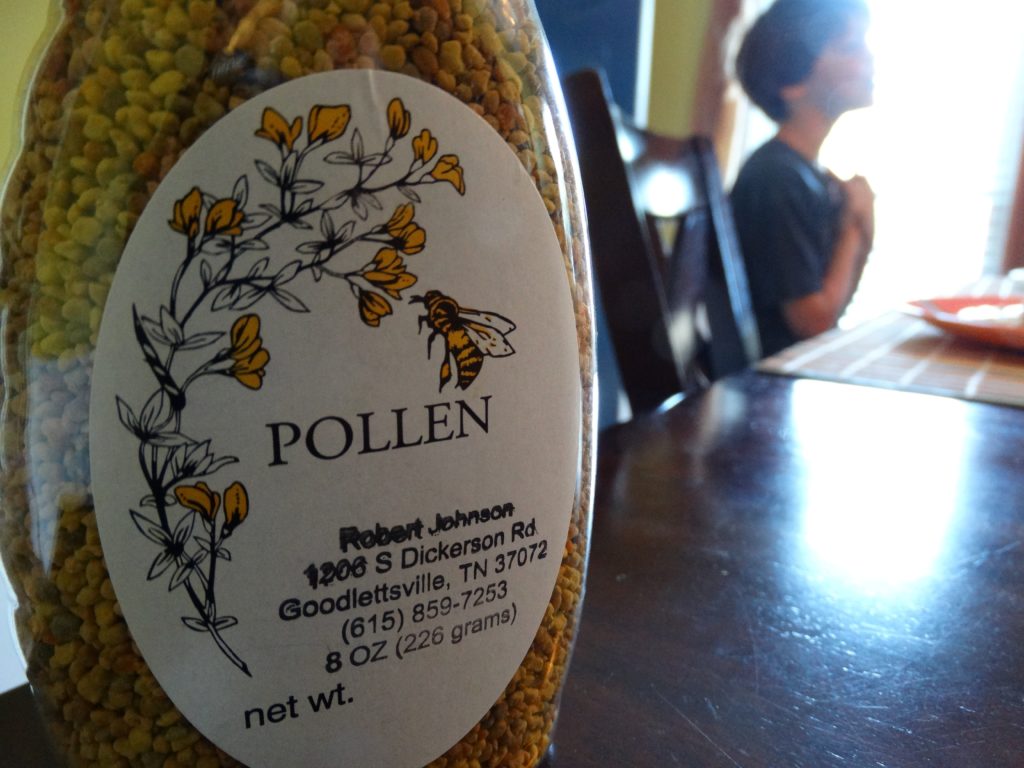 POLLEN
Robert Johnson
1206 S Dickerson Rd
Goodlettsville, TN 37072
(615) 859-7253
8 OZ (226 grams)
net wt.